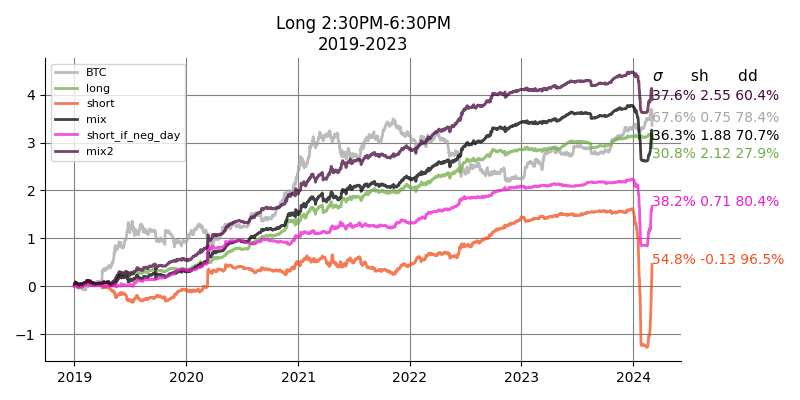 Long 2:30PM-6:30PM
2019-2023
BTC
long
short
mix
short_if_neg_day
mix2
σ sh dd
37.6% 2.55 60.4%
67.6% 0.75 78.4%
36.3% 1.88 70.7%
30.8% 2.12 27.9%
38.2% 0.71 80.4%
54.8% -0.13 96.5%
4
3
2
1
0
−1
2019 2020 2021 2022 2023 2024